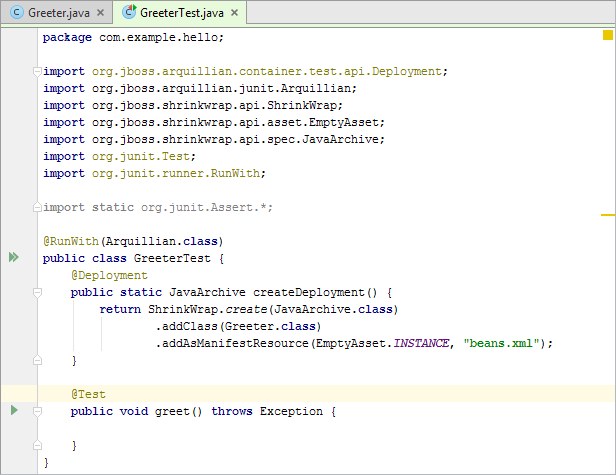 Greeter.java GreeterTest.java
package com.example.hello;
import org.jboss.arquillian.container.test.api.Deployment;
import org.jboss.arquillian.junit.Arquillian;
import org.jboss.shrinkwrap.api.ShrinkWrap;
import org.jboss.shrinkwrap.api.asset.EmptyAsset;
import org.jboss.shrinkwrap.api.spec.JavaArchive;
import org.junit.Test;
import org.junit.runner.RunWith;
import static org.junit.Assert.*;
@RunWith(Arquillian.class)
public class GreeterTest {
@Deployment
public static JavaArchive createDeployment() {
return ShrinkWrap.create(JavaArchive.class)
.addClass(Greeter.class)
.addAsManifestResource(EmptyAsset.INSTANCE, "beans.xml");
}
@Test
public void greet() throws Exception {
}
}